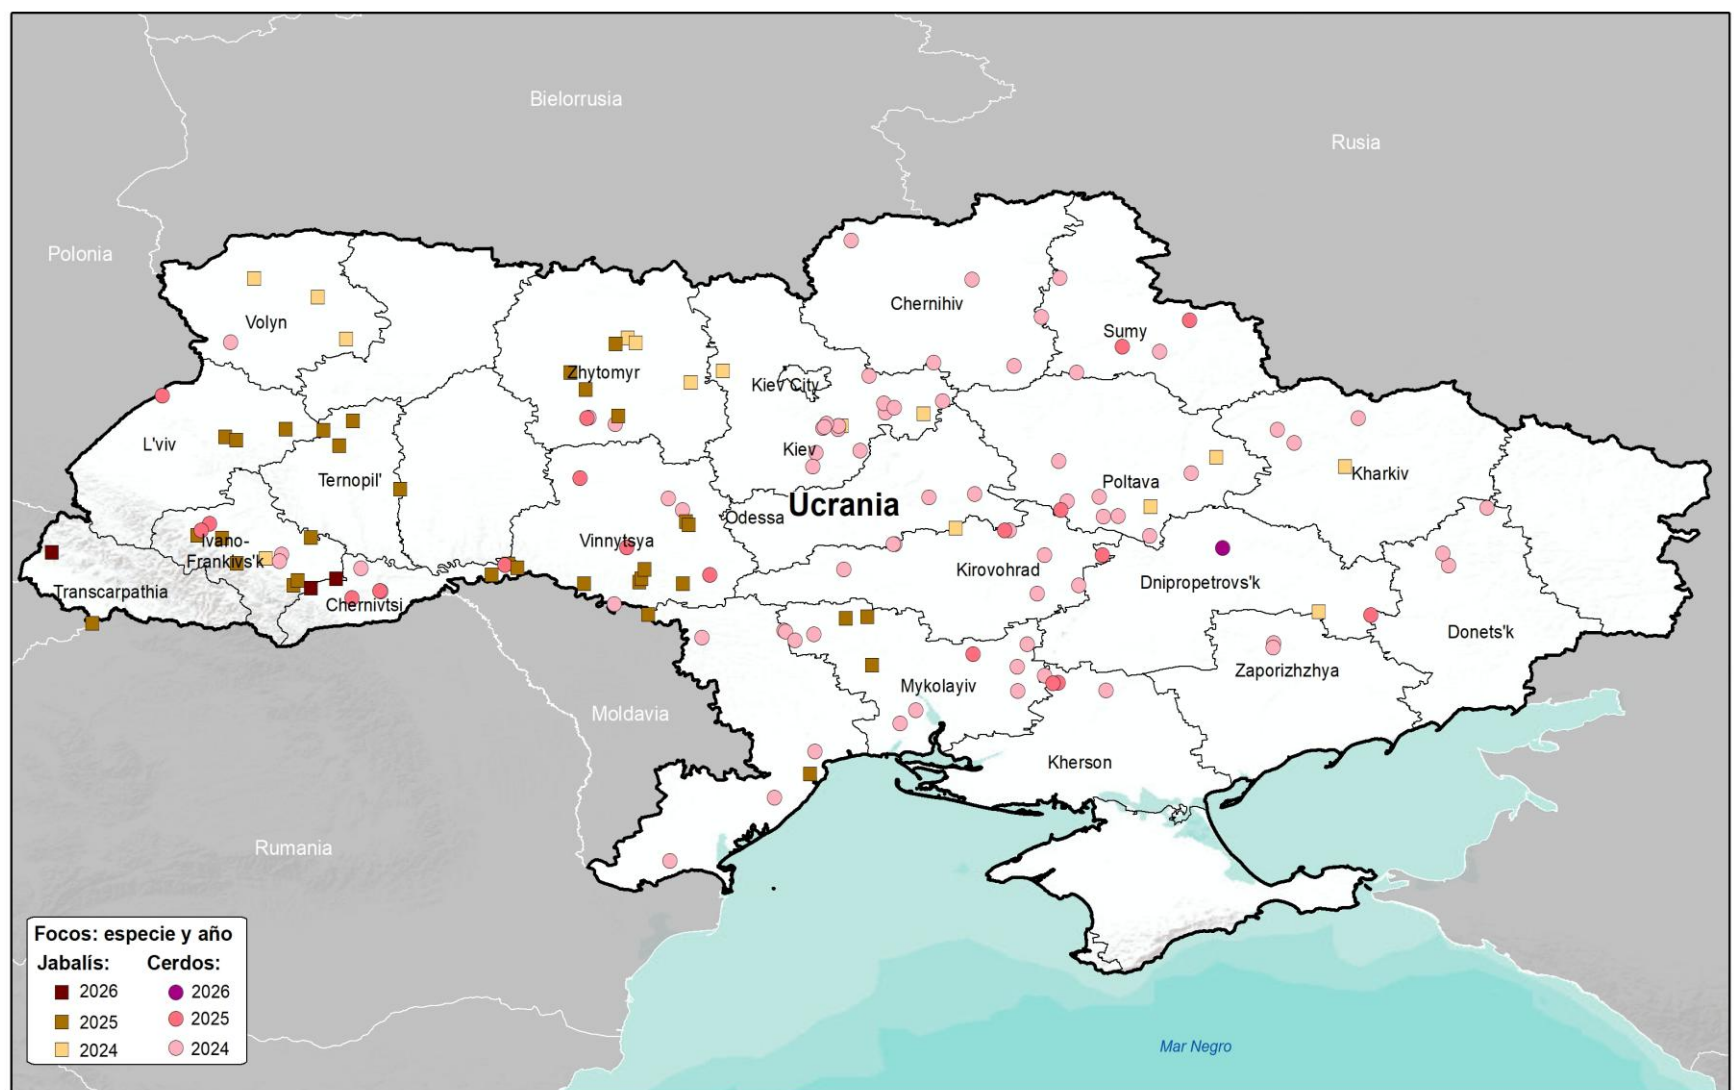 Bielorrusia
Rusia
Polonia
Chernihiv
Volyn
Sumy
Zhytomyr
Kiev City
L'viv
Kiev
Kharkiv
Ternopil'
Poltava
Ucrania
Odessa
Vinnytsya
Ivano-
Frankivs'k
Kirovohrad
Dnipropetrovs'k
Transcarpathia
Chernivtsi
Donets'k
Zaporizhzhya
Mykolayiv
Moldavia
Kherson
Rumania
Focos: especie y año
Jabalís: Cerdos:
2026 2026
2025 2025
2024 2024
Mar Negro